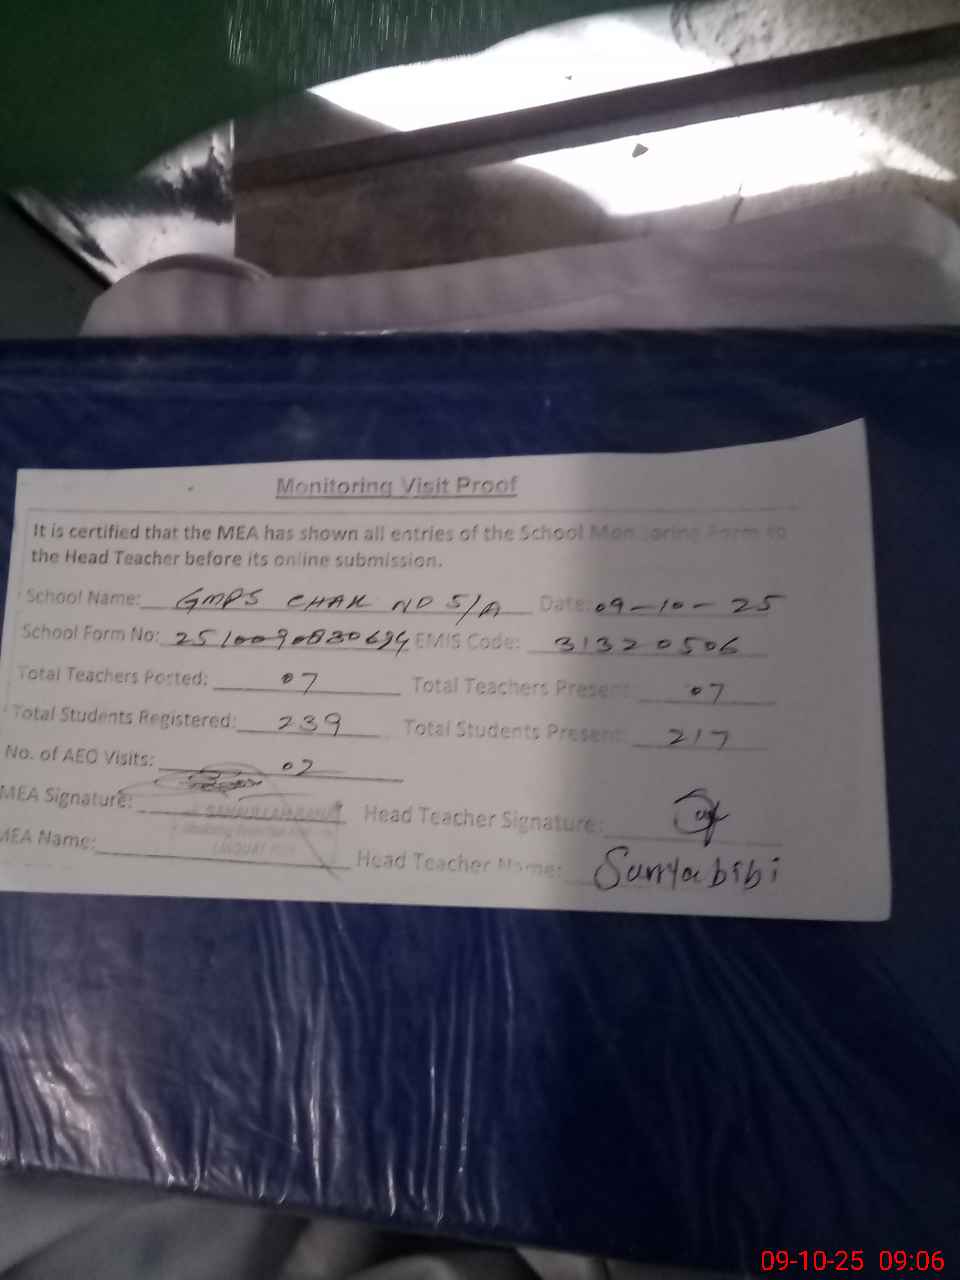 Monitoring Visit Proof
It is certified that the MEA has shown all entries of the School Monitoring Form to
the Head Teacher before its online submission.
School Name: GMPS CHAK NO 5/A Date: 09-10-25
School Form No: EMIS Code: 31320506
Total Teachers Posted: 07 Total Teachers Present: 07
Total Students Registered: 239 Total Students Present: 217
No. of AEO Visits: 02
MEA Signature: Head Teacher Signature:
MEA Name: Head Teacher Name: bibi
09-10-25 09:06